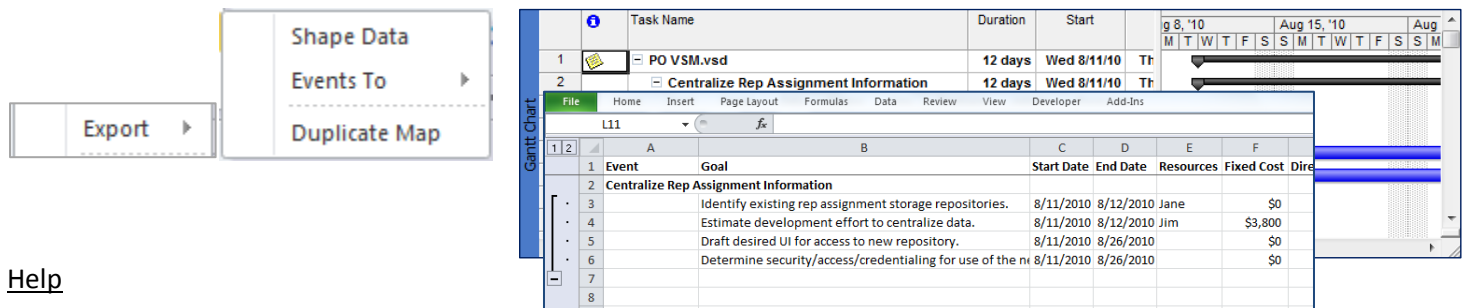 Export
Shape Data
Events To
Duplicate Map
Task Name Duration Start
g 8, '10 Aug 15, '10 Aug
M T W T F S S M T W T F S S M
1 PO VSM.vsd 12 days Wed 8/11/10 Th
2 Centralize Rep Assignment Information 12 days Wed 8/11/10 Th
Gantt Chart
File Home Insert Page Layout Formulas Data Review View Developer Add-Ins
L11 fx
1 2 A B C D E F
1 Event Goal Start Date End Date Resources Fixed Cost Dire
2 Centralize Rep Assignment Information
3 Identify existing rep assignment storage repositories. 8/11/2010 8/12/2010 Jane $0
4 Estimate development effort to centralize data. 8/11/2010 8/12/2010 Jim $3,800
5 Draft desired UI for access to new repository. 8/11/2010 8/26/2010 $0
6 Determine security/access/credentialing for use of the ne 8/11/2010 8/26/2010 $0
7
8
Help